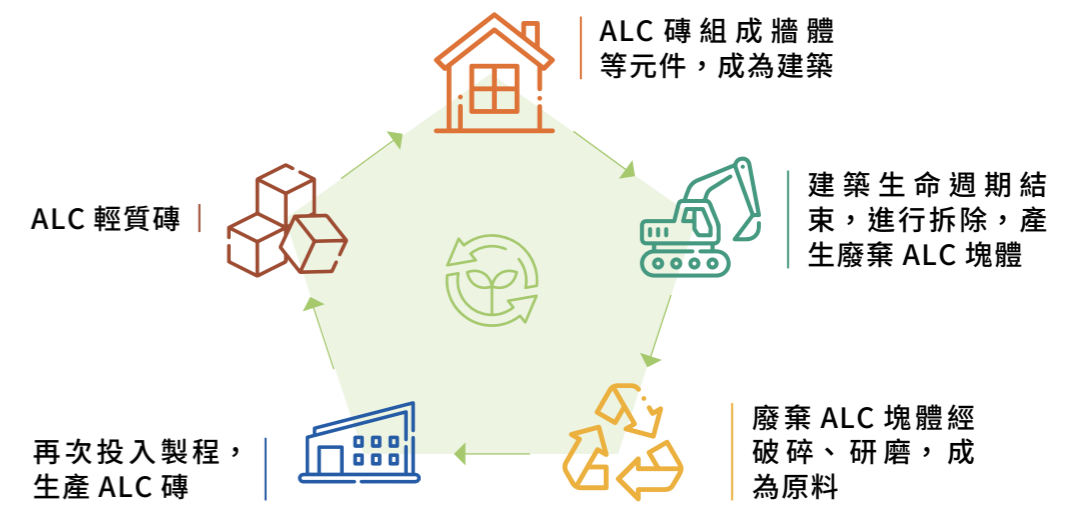 ALC 磚組成牆體
等元件，成為建築
建築生命週期結
束，進行拆除，產
生廢棄 ALC 塊體
ALC 輕質磚
廢棄 ALC 塊體經
破碎、研磨，成
為原料
再次投入製程，
生產 ALC 磚